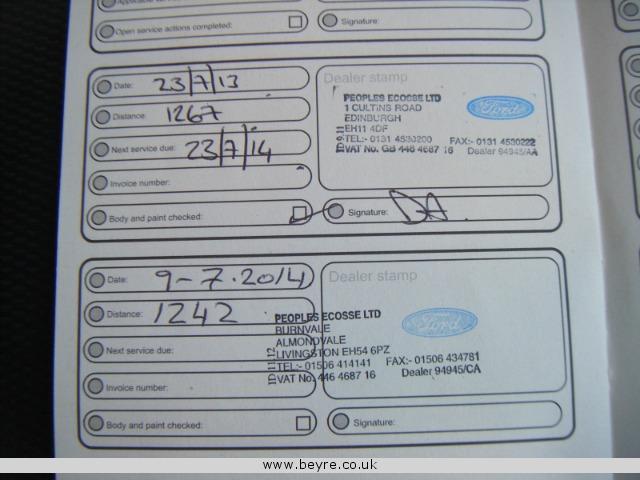 Open service actions completed:
Signature:
Date: 23/7/13
Dealer stamp
Distance: 1267
Next service due: 23/7/14
Invoice number:
Body and paint checked:
PEOPLES ECOSSE LTD
1 CULTINS ROAD
EDINBURGH
EH11 4DF
TEL:- 0131 4530200 FAX:- 0131 4530222
VAT No. GB 446 4687 16 Dealer 94945/AA
Ford
Signature: DA.
Date: 9-7.2014
Dealer stamp
Distance: 1242
Next service due:
Invoice number:
Body and paint checked:
PEOPLES ECOSSE LTD
BURNVALE
ALMONDVALE
LIVINGSTON EH54 6PZ
TEL:- 01506 414141 FAX:- 01506 434781
VAT No. 446 4687 16 Dealer 94945/CA
Ford
Signature:
www.beyre.co.uk